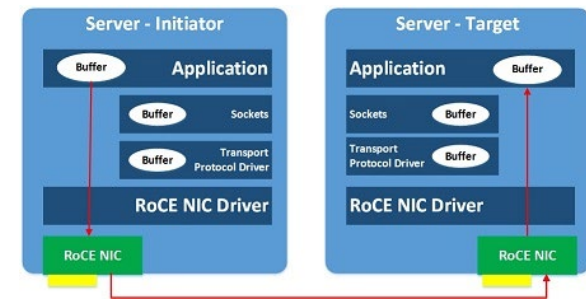 Server - Initiator
Buffer
Application
Buffer
Sockets
Buffer
Transport
Protocol Driver
RoCE NIC Driver
RoCE NIC
Server - Target
Application
Buffer
Sockets
Buffer
Transport
Protocol Driver
Buffer
RoCE NIC Driver
RoCE NIC